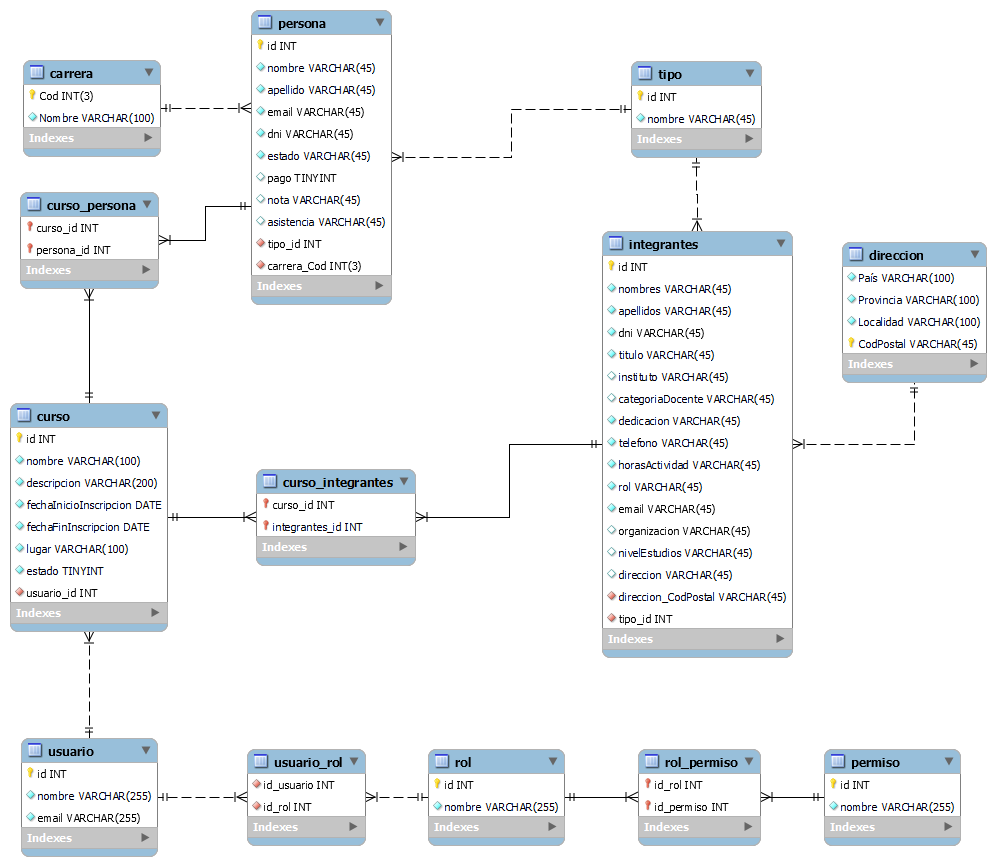 persona
id INT
nombre VARCHAR(45)
apellido VARCHAR(45)
email VARCHAR(45)
dni VARCHAR(45)
estado VARCHAR(45)
pago TINYINT
nota VARCHAR(45)
asistencia VARCHAR(45)
tipo_id INT
carrera_Cod INT(3)
Indexes
carrera
Cod INT(3)
Nombre VARCHAR(100)
Indexes
tipo
id INT
nombre VARCHAR(45)
Indexes
curso_persona
curso_id INT
persona_id INT
Indexes
integrantes
id INT
nombres VARCHAR(45)
apellidos VARCHAR(45)
dni VARCHAR(45)
titulo VARCHAR(45)
instituto VARCHAR(45)
categoriaDocente VARCHAR(45)
dedicacion VARCHAR(45)
telefono VARCHAR(45)
horasActividad VARCHAR(45)
rol VARCHAR(45)
email VARCHAR(45)
organizacion VARCHAR(45)
nivelEstudios VARCHAR(45)
direccion VARCHAR(45)
direccion_CodPostal VARCHAR(45)
tipo_id INT
Indexes
direccion
País VARCHAR(100)
Provincia VARCHAR(100)
Localidad VARCHAR(100)
CodPostal VARCHAR(45)
Indexes
curso
id INT
nombre VARCHAR(100)
descripcion VARCHAR(200)
fechaInicioInscripcion DATE
fechaFinInscripcion DATE
lugar VARCHAR(100)
estado TINYINT
usuario_id INT
Indexes
curso_integrantes
curso_id INT
integrantes_id INT
Indexes
usuario
id INT
nombre VARCHAR(255)
email VARCHAR(255)
Indexes
usuario_rol
id_usuario INT
id_rol INT
Indexes
rol
id INT
nombre VARCHAR(255)
Indexes
rol_permiso
id_rol INT
id_permiso INT
Indexes
permiso
id INT
nombre VARCHAR(255)
Indexes